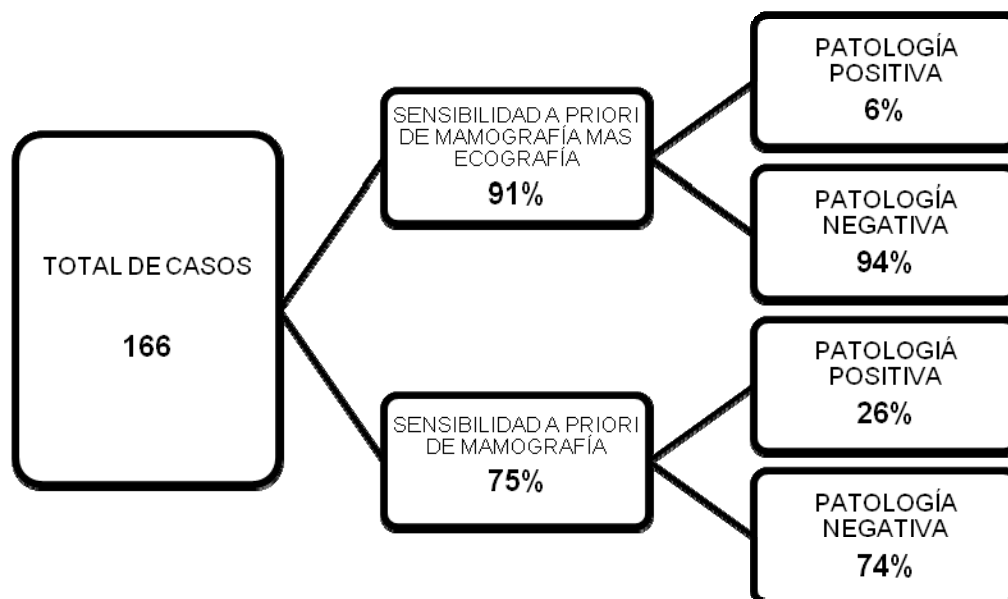 TOTAL DE CASOS
166
SENSIBILIDAD A PRIORI
DE MAMOGRAFÍA MAS
ECOGRAFÍA
91%
SENSIBILIDAD A PRIORI
DE MAMOGRAFÍA
75%
PATOLOGÍA
POSITIVA
6%
PATOLOGÍA
NEGATIVA
94%
PATOLOGIÁ
POSITIVA
26%
PATOLOGÍA
NEGATIVA
74%